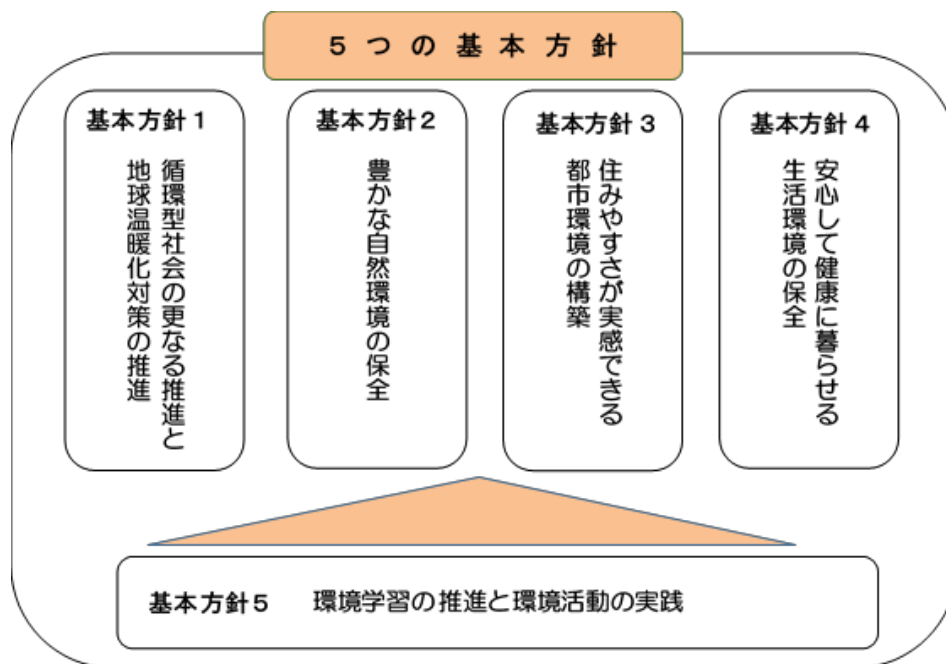 ５つの基本方針
基本方針１
循環型社会の更なる推進と
地球温暖化対策の推進
基本方針２
豊かな自然環境の保全
基本方針３
住みやすさが実感できる
都市環境の構築
基本方針４
安心して健康に暮らせる
生活環境の保全
基本方針５　環境学習の推進と環境活動の実践